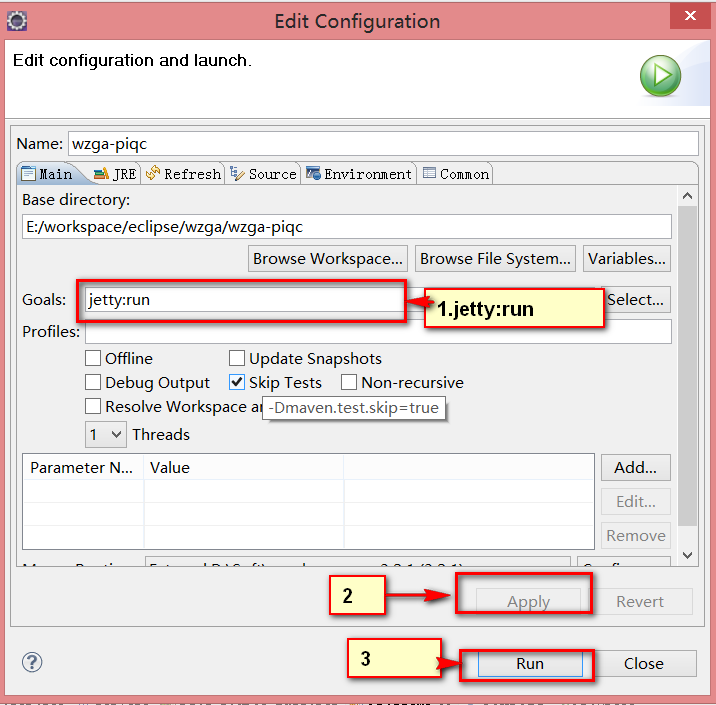 Edit Configuration
Edit configuration and launch.
Name: wzga-piqc
Main JRE Refresh Source Environment Common
Base directory:
E:/workspace/eclipse/wzga/wzga-piqc
Browse Workspace... Browse File System... Variables...
Goals: jetty:run 1.jetty:run Select...
Profiles:
Offline Update Snapshots
Debug Output Skip Tests Non-recursive
Resolve Workspace -Dmaven.test.skip=true
1 Threads
Parameter N... Value Add...
Edit...
Remove
2 Apply Revert
3 Run Close